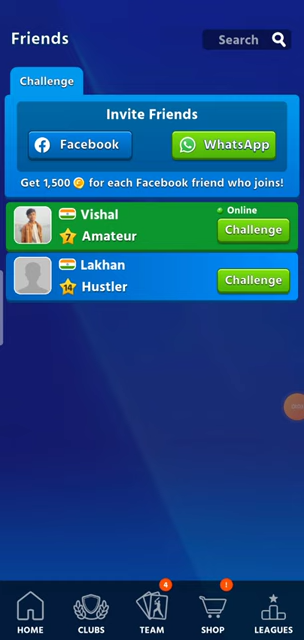 Friends
Search
Challenge
Invite Friends
Facebook
WhatsApp
Get 1,500 for each Facebook friend who joins!
Vishal
Online
7
Amateur
Challenge
Lakhan
14
Hustler
Challenge
4
!
HOME
CLUBS
TEAM
SHOP
LEAGUES